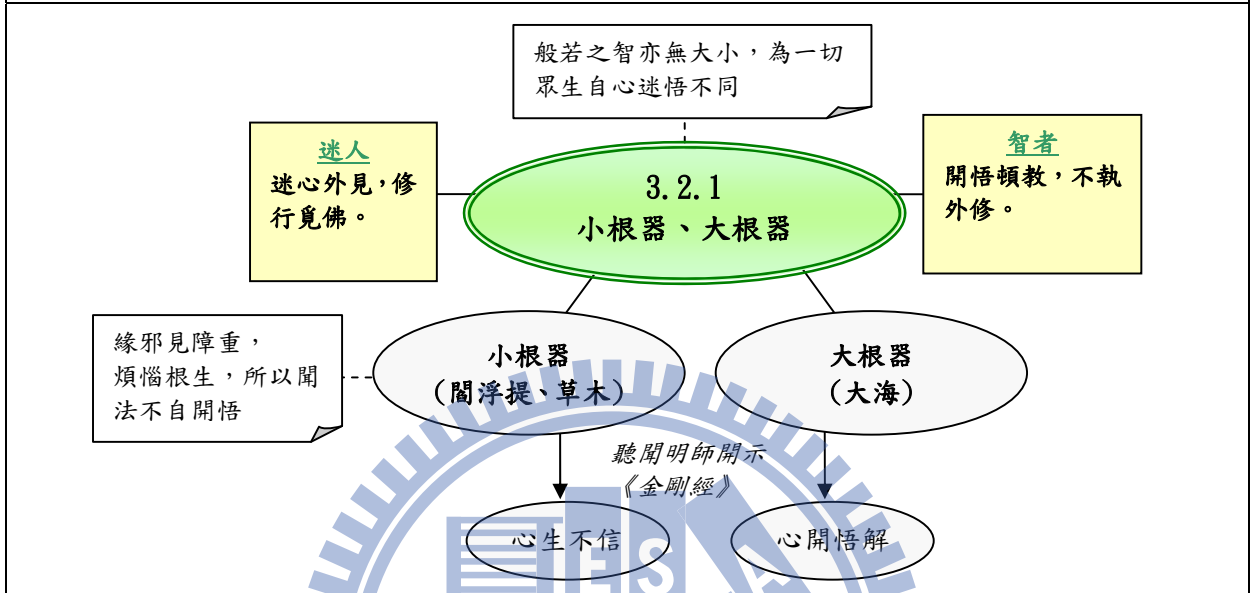 般若之智亦無大小，為一切
眾生自心迷悟不同
迷人
迷心外見，修
行覓佛。
智者
開悟頓教，不執
外修。
3.2.1
小根器、大根器
緣邪見障重，
煩惱根生，所以聞
法不自開悟
小根器
（閻浮提、草木）
大根器
（大海）
聽聞明師開示
《金剛經》
心生不信
心開悟解
ES
A